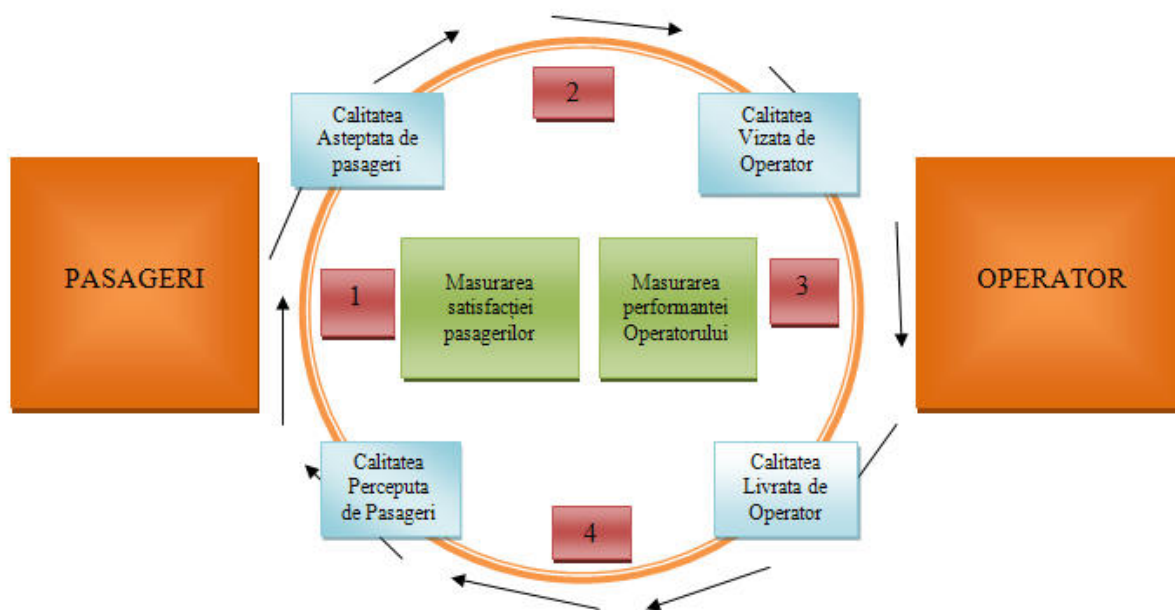 2
Calitatea
Asteptata de
pasageri
Calitatea
Vizata de
Operator
PASAGERI
1
Masurarea
satisfacției
pasagerilor
Masurarea
performantei
Operatorului
3
OPERATOR
Calitatea
Perceputa
de Pasageri
Calitatea
Livrata de
Operator
4